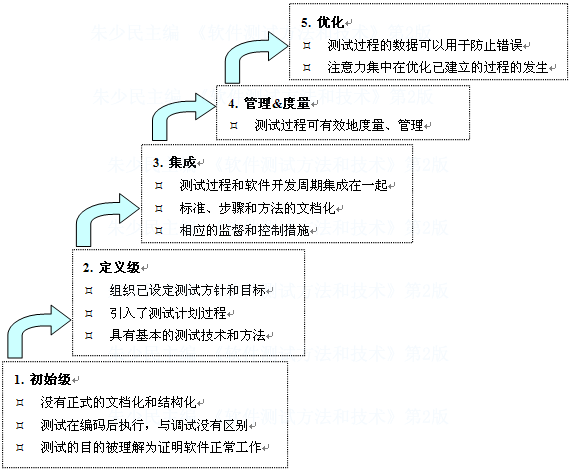 5. 优化
测试过程的数据可以用于防止错误
注意力集中在优化已建立的过程的发生
4. 管理&度量
测试过程可有效地度量、管理
3. 集成
测试过程和软件开发周期集成在一起
标准、步骤和方法的文档化
相应的监督和控制措施
2. 定义级
组织已设定测试方针和目标
引入了测试计划过程
具有基本的测试技术和方法
1. 初始级
没有正式的文档化和结构化
测试在编码后执行，与调试没有区别
测试的目的被理解为证明软件正常工作